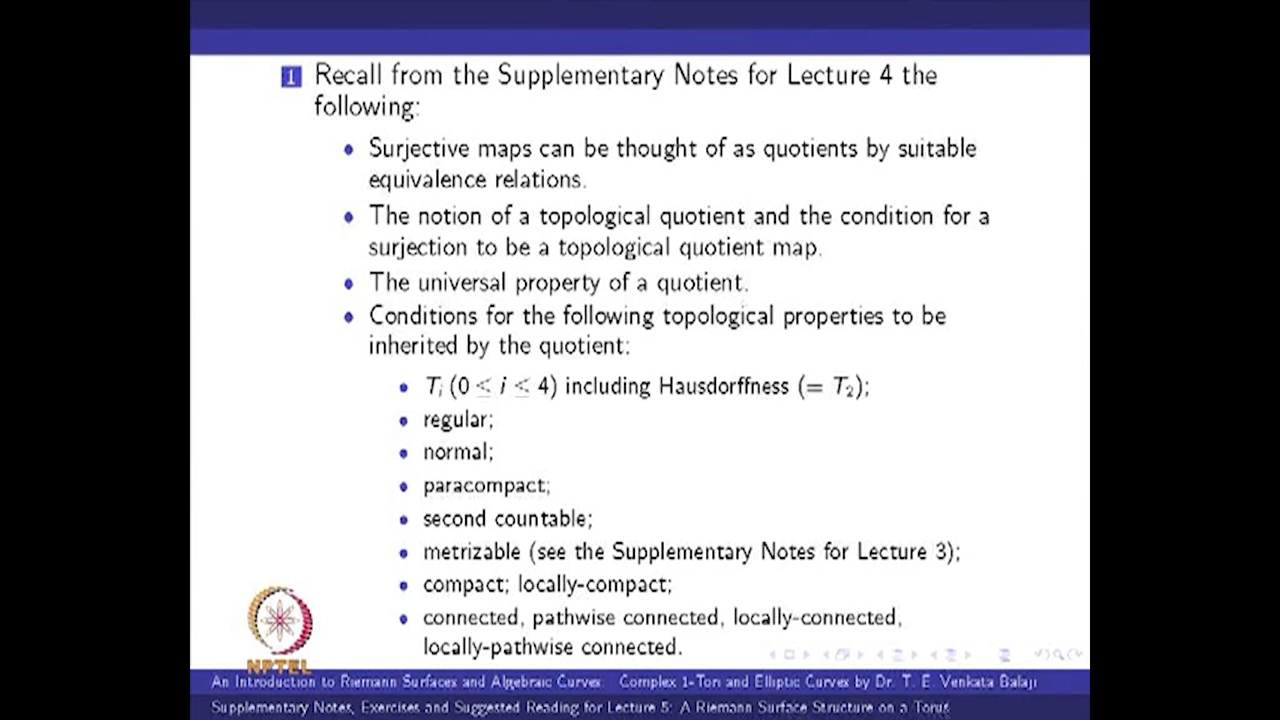 1 Recall from the Supplementary Notes for Lecture 4 the
following:
• Surjective maps can be thought of as quotients by suitable
equivalence relations.
• The notion of a topological quotient and the condition for a
surjection to be a topological quotient map.
• The universal property of a quotient.
• Conditions for the following topological properties to be
inherited by the quotient:
• T_i (0 ≤ i ≤ 4) including Hausdorffness (= T_2);
• regular;
• normal;
• paracompact;
• second countable;
• metrizable (see the Supplementary Notes for Lecture 3);
• compact; locally-compact;
• connected, pathwise connected, locally-connected,
locally-pathwise connected.
NPTEL
An Introduction to Riemann Surfaces and Algebraic Curves: Complex 1-Tori and Elliptic Curves by Dr. T. E. Venkata Balaji
Supplementary Notes, Exercises and Suggested Reading for Lecture 5: A Riemann Surface Structure on a Torus